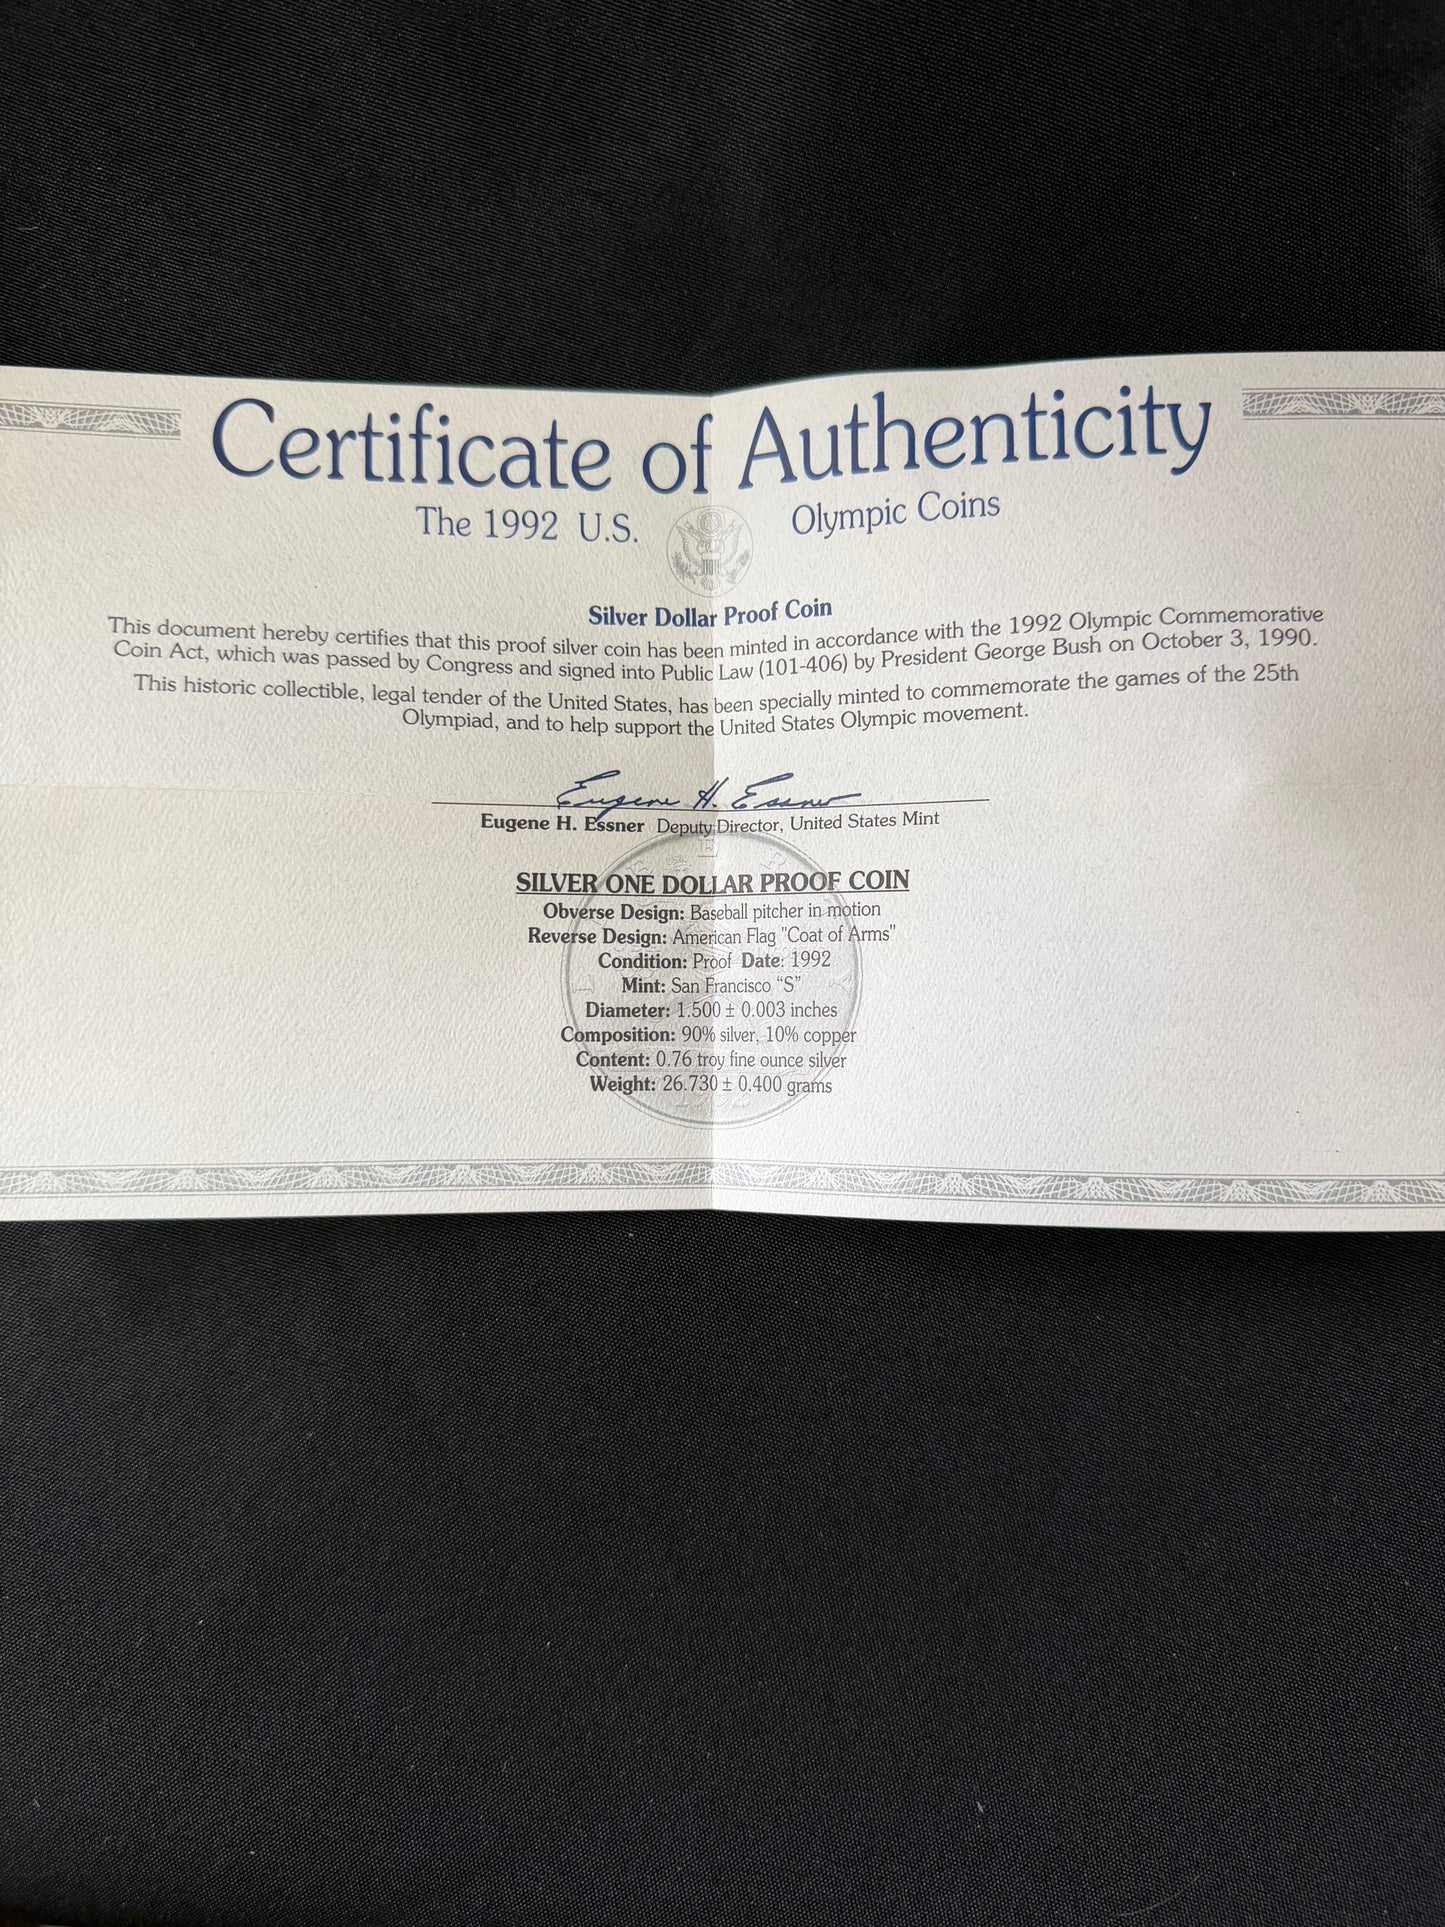 Certificate of Authenticity
The 1992 U.S. Olympic Coins
Silver Dollar Proof Coin
This document hereby certifies that this proof silver coin has been minted in accordance with the 1992 Olympic Commemorative
Coin Act, which was passed by Congress and signed into Public Law (101-406) by President George Bush on October 3, 1990.
This historic collectible, legal tender of the United States, has been specially minted to commemorate the games of the 25th
Olympiad, and to help support the United States Olympic movement.
Eugene H. Essner
Eugene H. Essner Deputy Director, United States Mint
SILVER ONE DOLLAR PROOF COIN
Obverse Design: Baseball pitcher in motion
Reverse Design: American Flag "Coat of Arms"
Condition: Proof Date: 1992
Mint: San Francisco “S”
Diameter: 1.500 ± 0.003 inches
Composition: 90% silver, 10% copper
Content: 0.76 troy fine ounce silver
Weight: 26.730 ± 0.400 grams